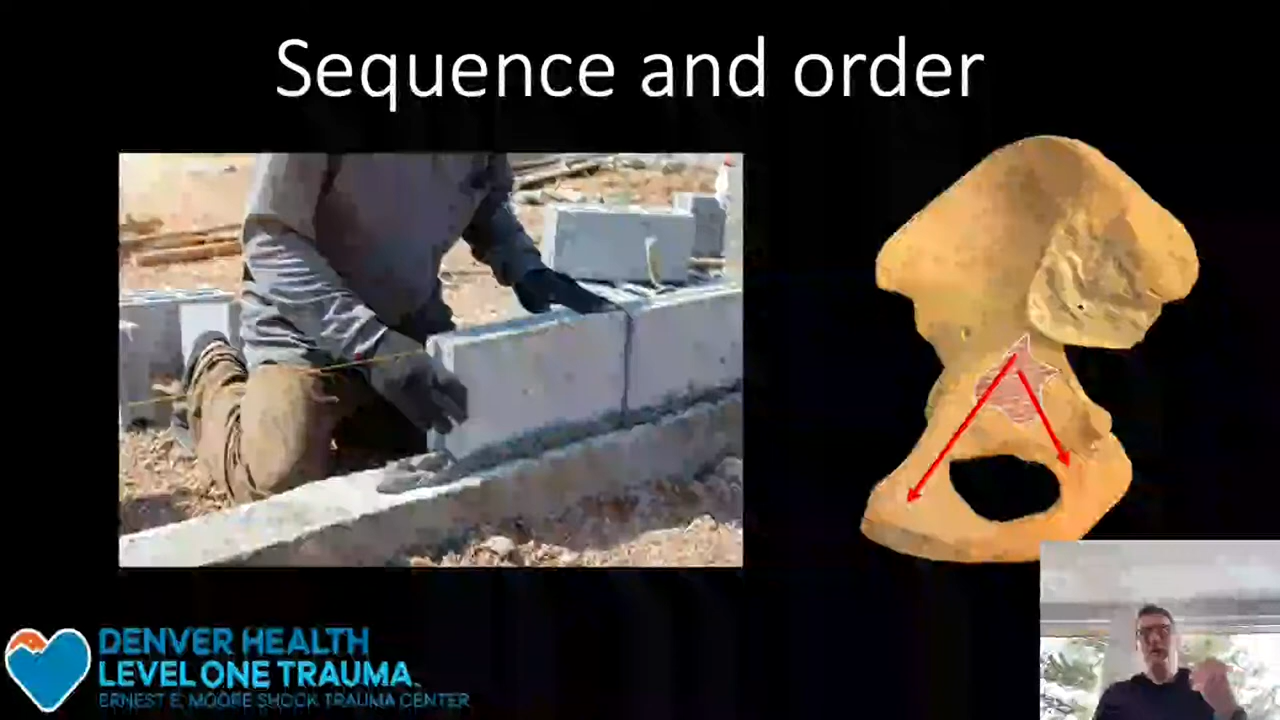 Sequence and order
DENVER HEALTH
LEVEL ONE TRAUMA
ERNEST E. MOORE SHOCK TRAUMA CENTER